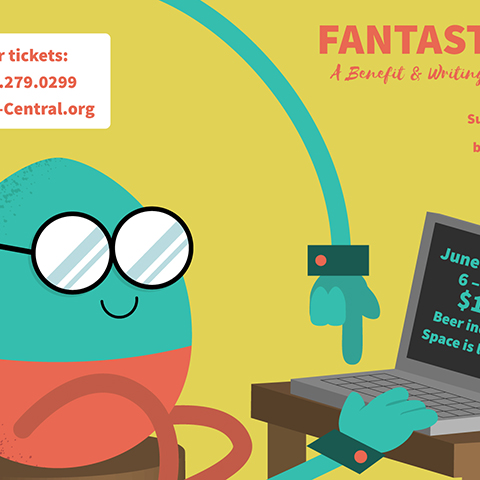 r tickets:
.279.0299
-Central.org
FANTAST
A Benefit & Writing
Su
b
June
6 –
$1
Beer in
Space is l